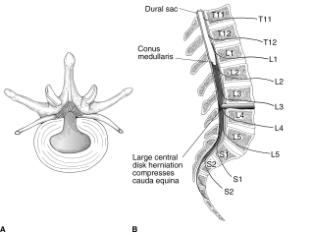 Dural sac
T11
T11
T12
T12
Conus
medullaris
L1
L1
L2
L2
L3
L3
L4
L4
L5
L5
Large central
disk herniation
compresses
cauda equina
S1
S1
S2
S2
A
B